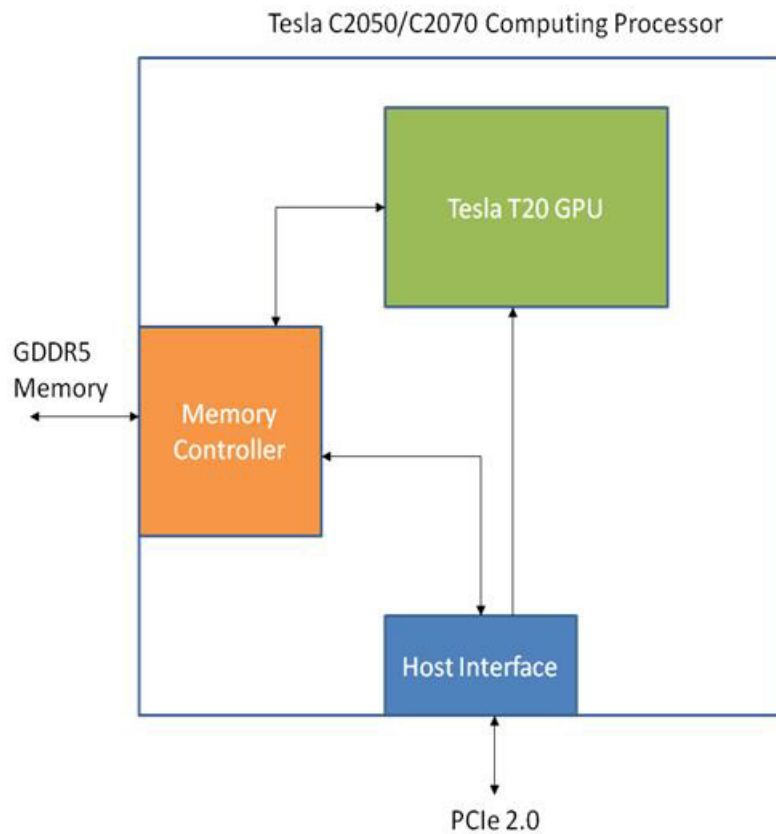 Tesla C2050/C2070 Computing Processor
Tesla T20 GPU
GDDR5
Memory
Memory
Controller
Host Interface
PCIe 2.0